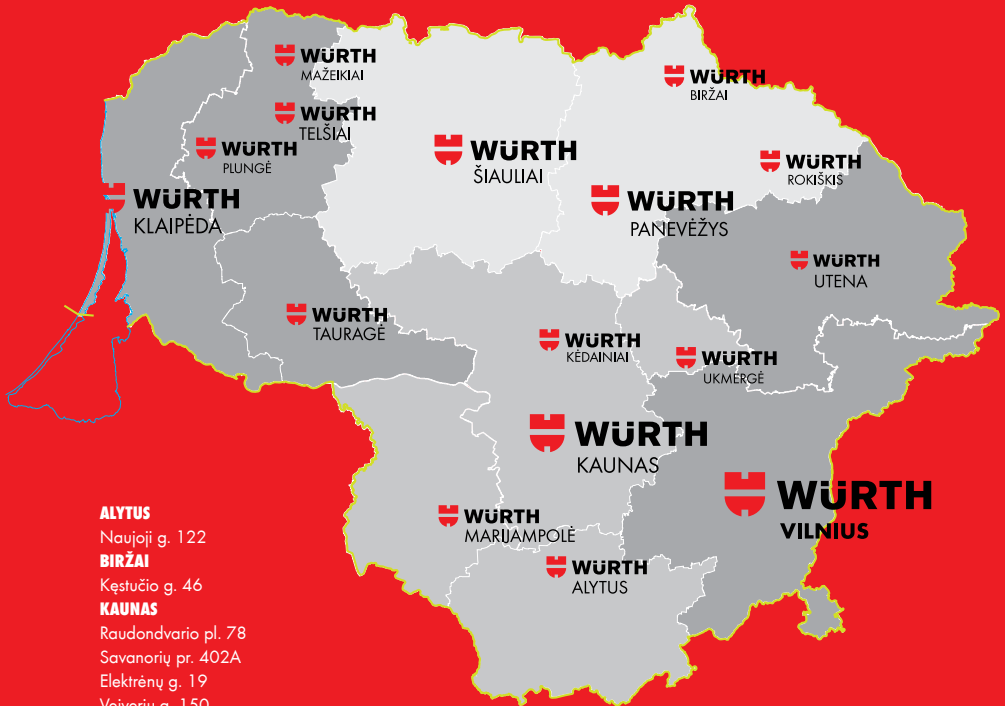 WÜRTH
MAŽEIKIAI
WÜRTH
BIRŽAI
WÜRTH
TELŠIAI
WÜRTH
PLUNGĖ
WÜRTH
ŠIAULIAI
WÜRTH
ROKIŠKIS
WÜRTH
KLAIPĖDA
WÜRTH
PANEVĖŽYS
WÜRTH
UTENA
WÜRTH
TAURAGĖ
WÜRTH
KĖDAINIAI
WÜRTH
UKMERGĖ
WÜRTH
KAUNAS
WÜRTH
VILNIUS
WÜRTH
MARIJAMPOLĖ
WÜRTH
ALYTUS
ALYTUS
Naujoji g. 122
BIRŽAI
Kęstučio g. 46
KAUNAS
Raudondvario pl. 78
Savanorių pr. 402A
Elektrėnų g. 19
Veiverių g. 150